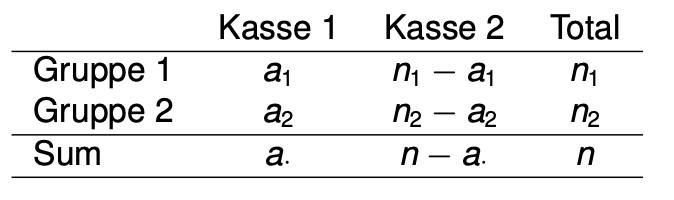 Kasse 1 Kasse 2 Total
Gruppe 1 a₁ n₁ − a₁ n₁
Gruppe 2 a₂ n₂ − a₂ n₂
Sum a. n − a. n